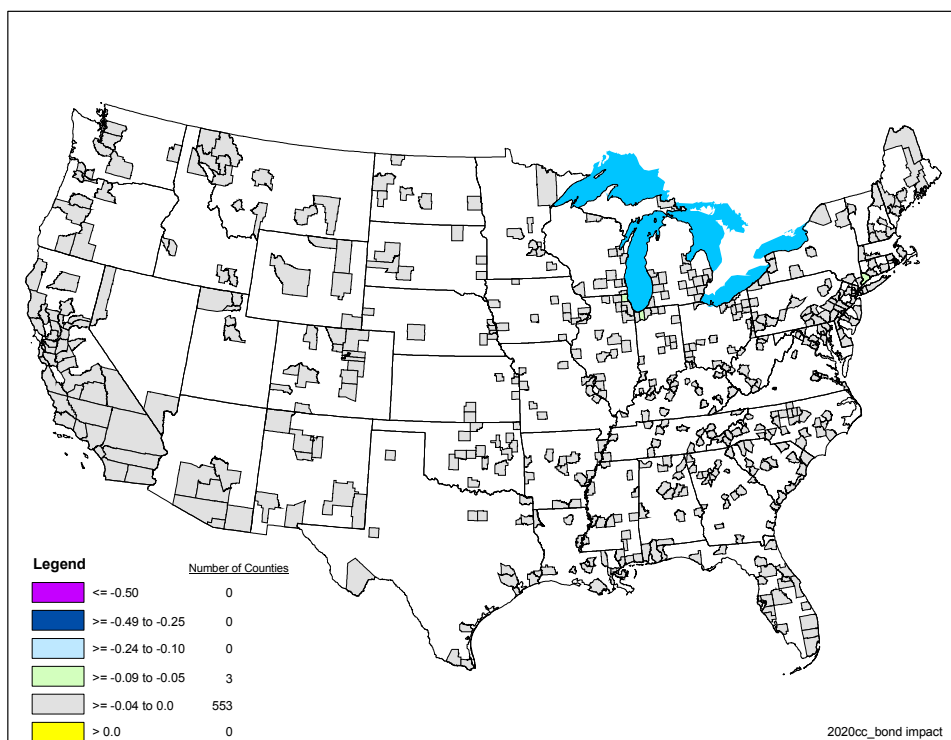 Legend
Number of Counties
<= -0.50 0
>= -0.49 to -0.25 0
>= -0.24 to -0.10 0
>= -0.09 to -0.05 3
>= -0.04 to 0.0 553
> 0.0 0
2020cc_bond impact